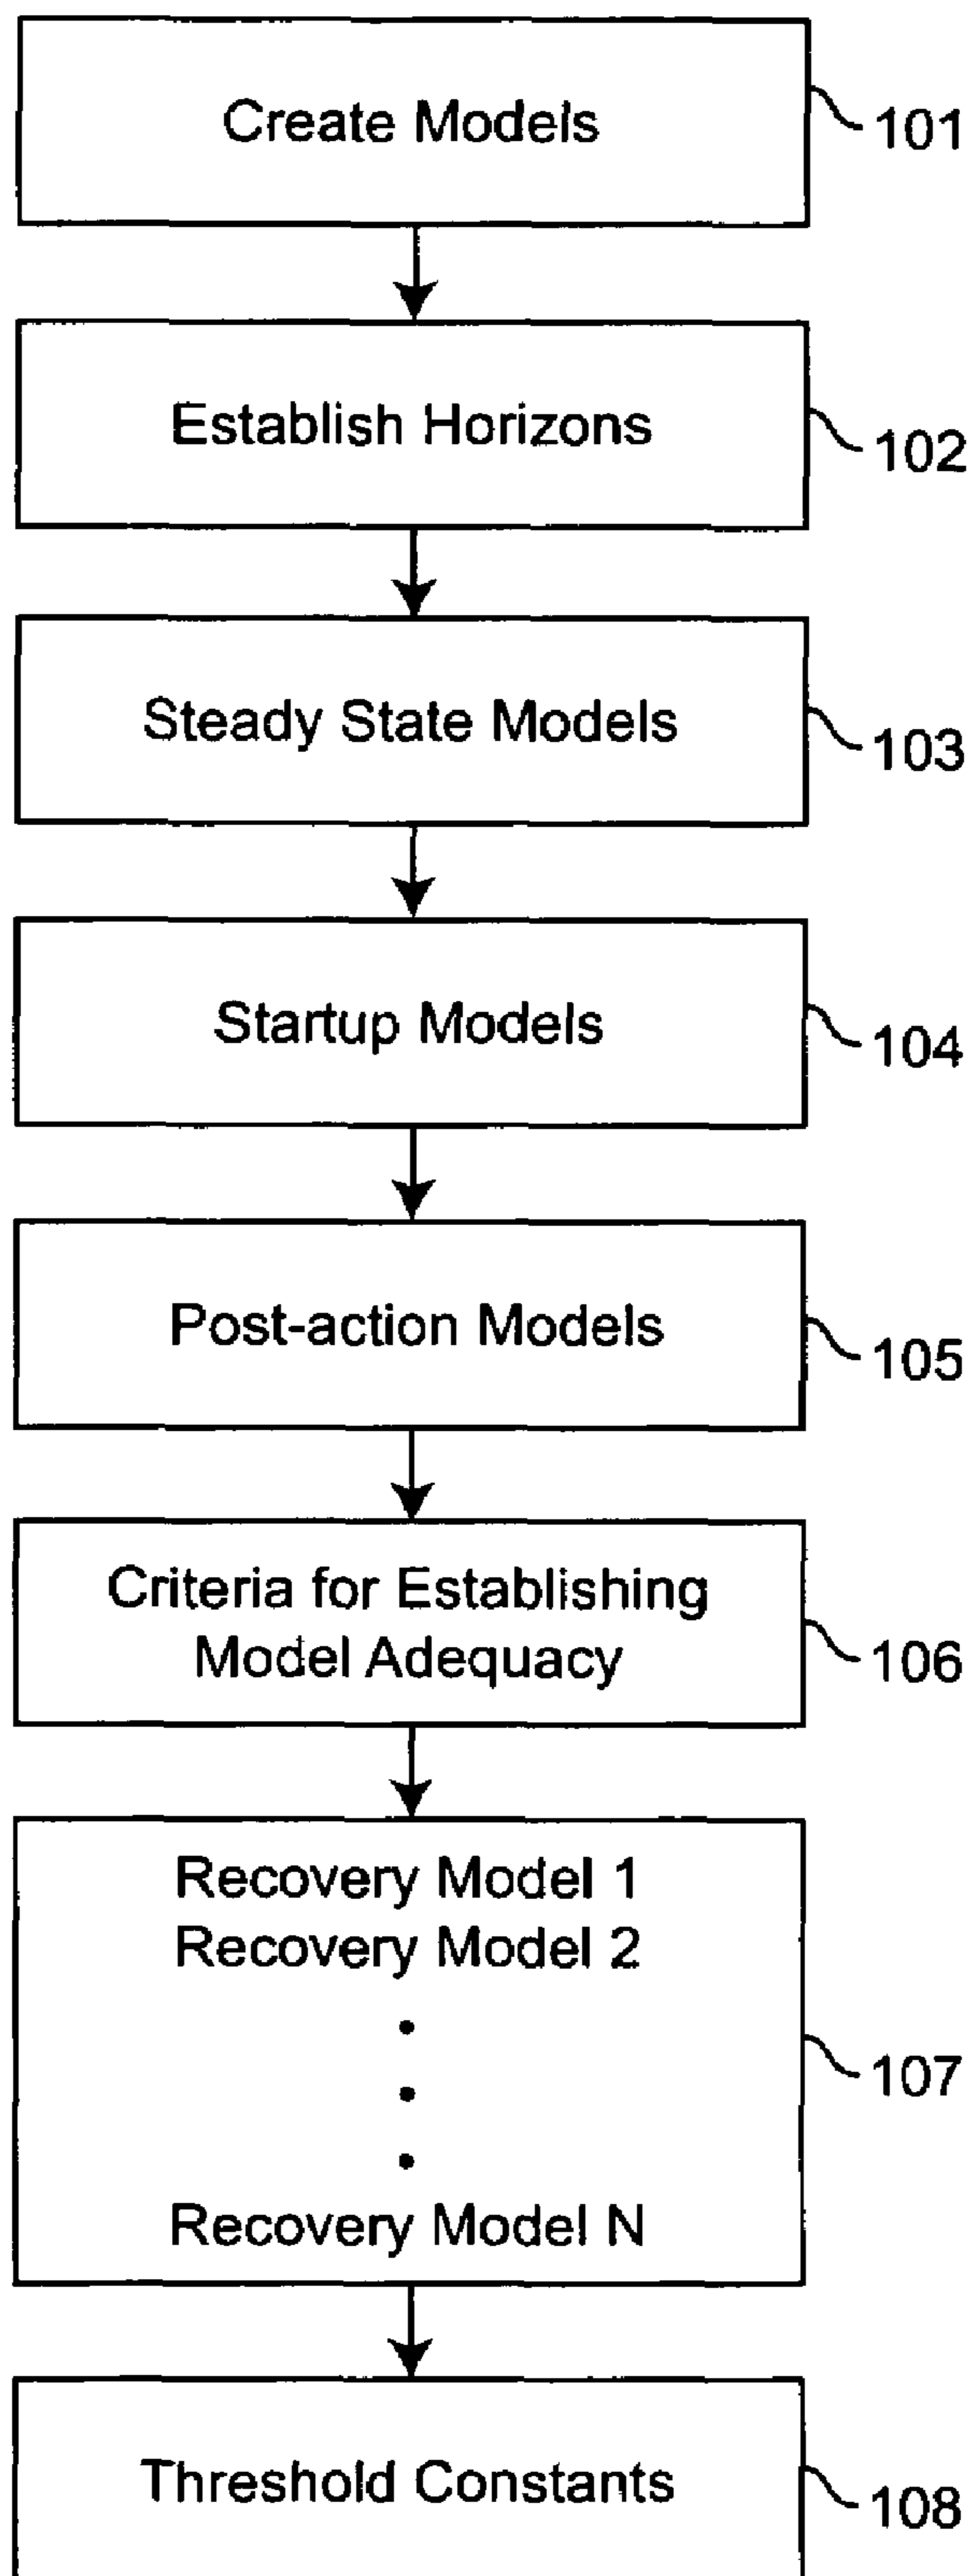 Create Models
101
Establish Horizons
102
Steady State Models
103
Startup Models
104
Post-action Models
105
Criteria for Establishing
Model Adequacy
106
Recovery Model 1
Recovery Model 2
107
Recovery Model N
Threshold Constants
108